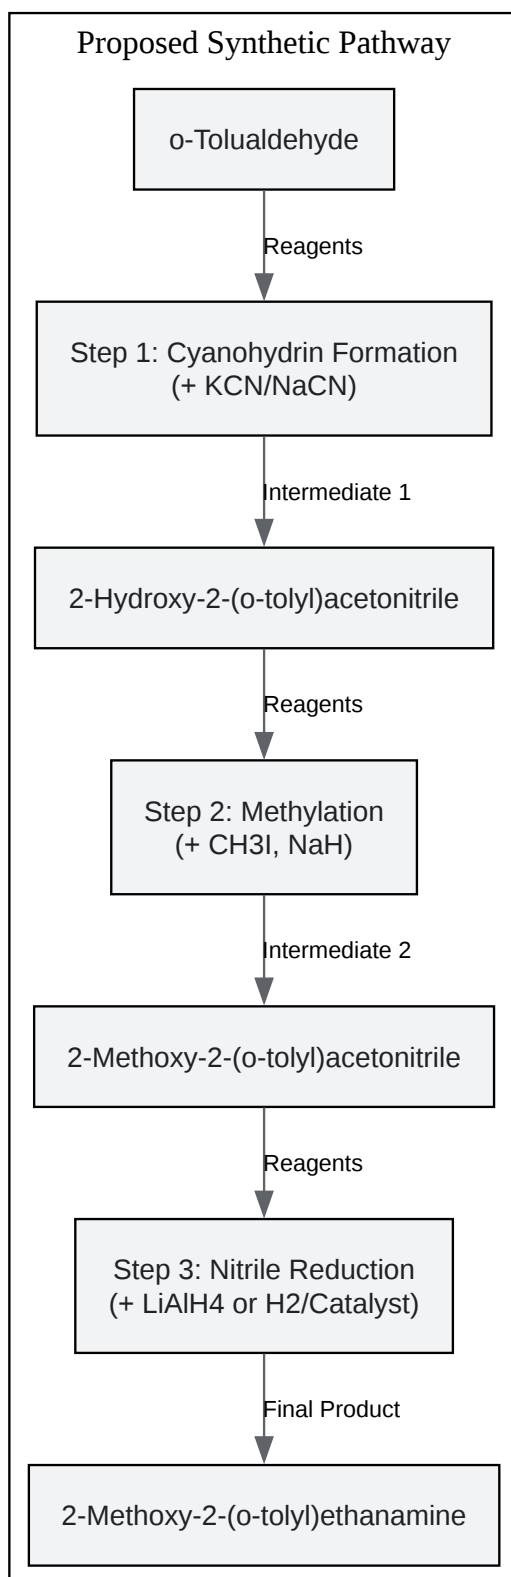 Proposed Synthetic Pathway
o-Tolualdehyde
Reagents
Step 1: Cyanohydrin Formation
(+ KCN/NaCN)
Intermediate 1
2-Hydroxy-2-(o-tolyl)acetonitrile
Reagents
Step 2: Methylation
(+ CH3I, NaH)
Intermediate 2
2-Methoxy-2-(o-tolyl)acetonitrile
Reagents
Step 3: Nitrile Reduction
(+ LiAlH4 or H2/Catalyst)
Final Product
2-Methoxy-2-(o-tolyl)ethanamine